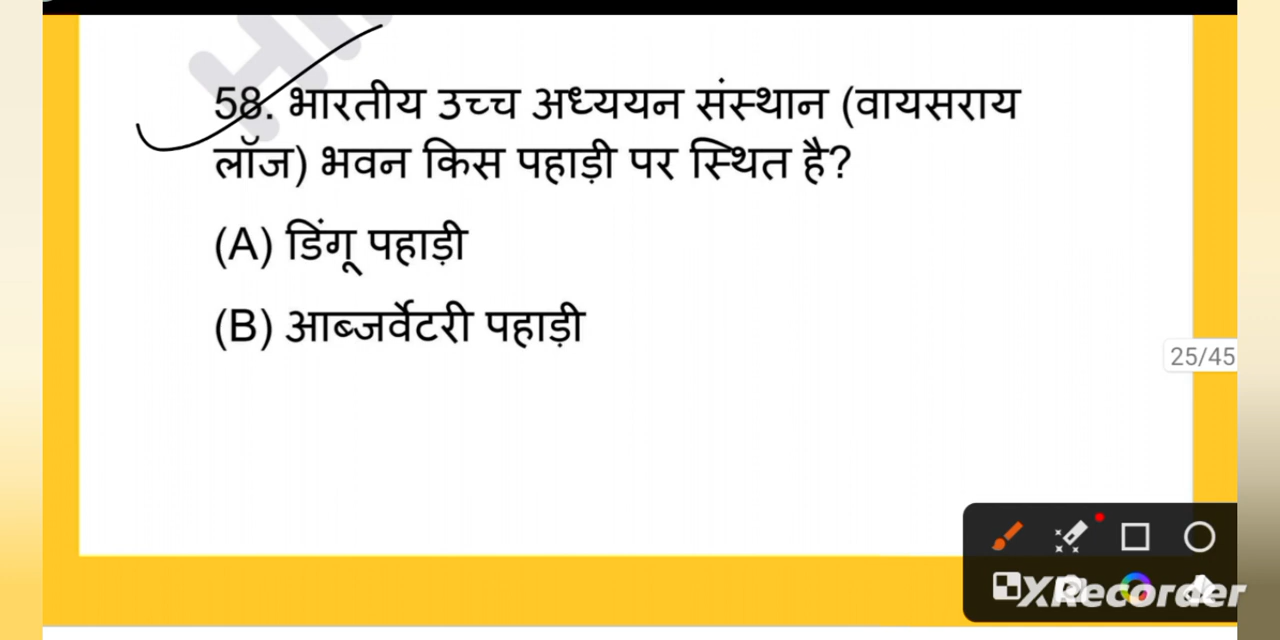 58. भारतीय उच्च अध्ययन संस्थान (वायसराय
लॉज) भवन किस पहाड़ी पर स्थित है?
(A) डिंगू पहाड़ी
(B) आब्जर्वेटरी पहाड़ी
25/45
XRecorder